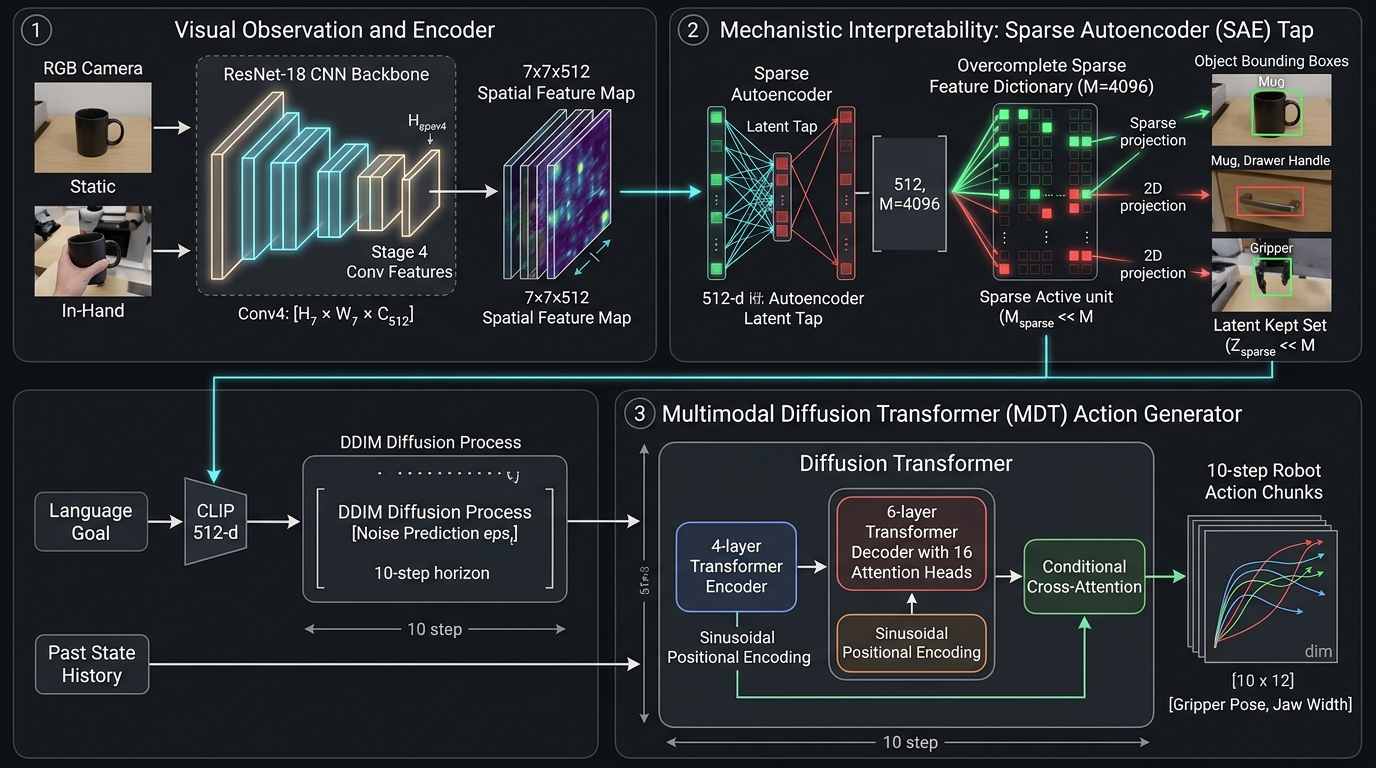 1
Visual Observation and Encoder
RGB Camera
Static
In-Hand
ResNet-18 CNN Backbone
Stage 4
Conv Features
Conv4: [H7 × W7 × C512]
7×7×512
Spatial Feature Map
7×7×512
Spatial Feature Map
2
Mechanistic Interpretability: Sparse Autoencoder (SAE) Tap
Sparse
Autoencoder
Latent Tap
512-d Autoencoder
Latent Tap
512,
M=4096
Overcomplete Sparse
Feature Dictionary (M=4096)
Sparse Active unit
(Msparse << M
Sparse
projection
2D
projection
2D
projection
Object Bounding Boxes
Mug
Mug, Drawer Handle
Gripper
Latent Kept Set
(Zsparse << M
Language
Goal
CLIP
512-d
DDIM Diffusion Process
DDIM Diffusion Process
[Noise Prediction epst]
10-step horizon
10 step
Past State
History
3
Multimodal Diffusion Transformer (MDT) Action Generator
Diffusion Transformer
4-layer
Transformer
Encoder
Sinusoidal
Positional Encoding
6-layer
Transformer
Decoder with 16
Attention Heads
Sinusoidal
Positional Encoding
Conditional
Cross-Attention
10 step
10-step Robot
Action Chunks
dim
[10 x 12]
[Gripper Pose, Jaw Width]